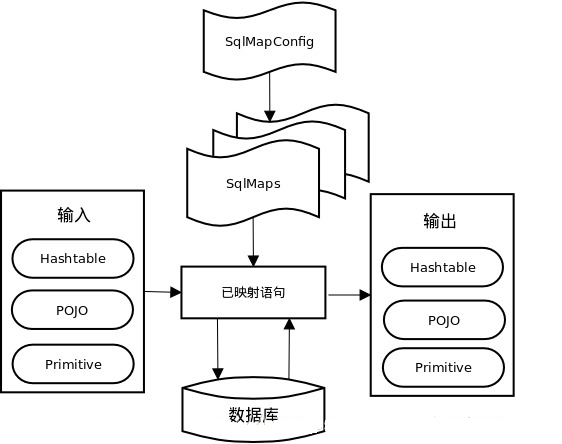 SqlMapConfig
SqlMaps
输入
Hashtable
POJO
Primitive
已映射语句
输出
Hashtable
POJO
Primitive
数据库